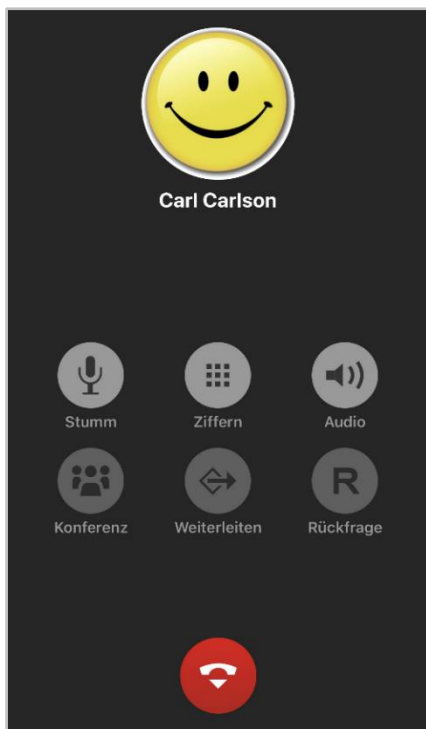 Carl Carlson
Stumm Ziffern Audio
R
Konferenz Weiterleiten Rückfrage